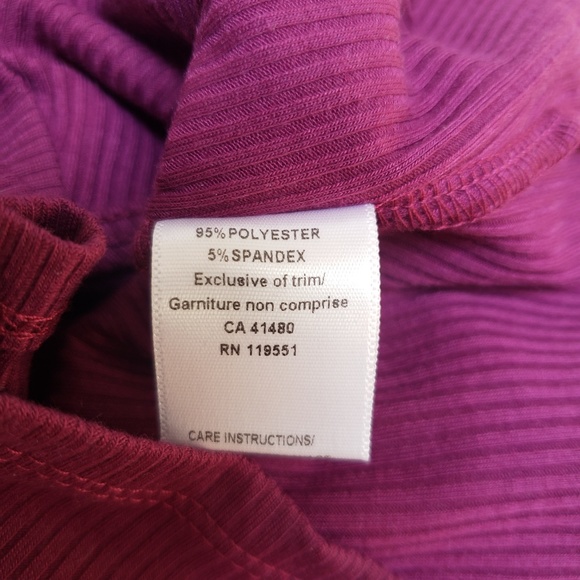 95% POLYESTER
5% SPANDEX
Exclusive of trim/
Garniture non comprise
CA 41480
RN 119551
CARE INSTRUCTIONS/